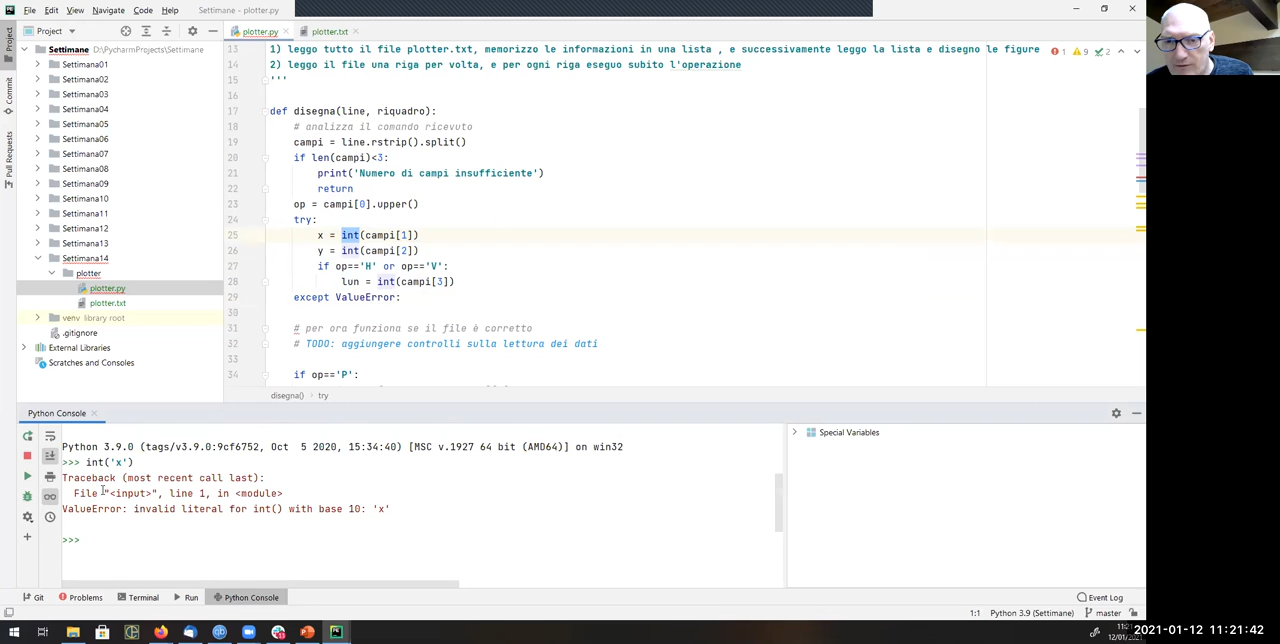 File Edit View Navigate Code Help Settimane - plotter.py
Project plotter.py plotter.txt
Settimane D:\PycharmProjects\Settimane
Settimana01
Settimana02
Settimana03
Settimana04
Settimana05
Settimana06
Settimana07
Settimana08
Settimana09
Settimana10
Settimana11
Settimana12
Settimana13
Settimana14
plotter
plotter.py
plotter.txt
venv library root
.gitignore
External Libraries
Scratches and Consoles
Project
Commit
Pull Requests
13 1) leggo tutto il file plotter.txt, memorizzo le informazioni in una lista , e successivamente leggo la lista e disegno le figure
1 9 2
14 2) leggo il file una riga per volta, e per ogni riga eseguo subito l'operazione
15 '''
16
17 def disegna(line, riquadro):
18 # analizza il comando ricevuto
19 campi = line.rstrip().split()
20 if len(campi)<3:
21 print('Numero di campi insufficiente')
22 return
23 op = campi[0].upper()
24 try:
25 x = int(campi[1])
26 y = int(campi[2])
27 if op=='H' or op=='V':
28 lun = int(campi[3])
29 except ValueError:
30
31 # per ora funziona se il file è corretto
32 # TODO: aggiungere controlli sulla lettura dei dati
33
34 if op=='P':
disegna() try
Python Console
Python 3.9.0 (tags/v3.9.0:9cf6752, Oct 5 2020, 15:34:40) [MSC v.1927 64 bit (AMD64)] on win32
>>> int('x')
Traceback (most recent call last):
File "<input>", line 1, in <module>
ValueError: invalid literal for int() with base 10: 'x'
>>>
Special Variables
Git Problems Terminal Run Python Console Event Log
1:1 Python 3.9 (Settimane) master
12/01/2021
2021-01-12 11:21:42